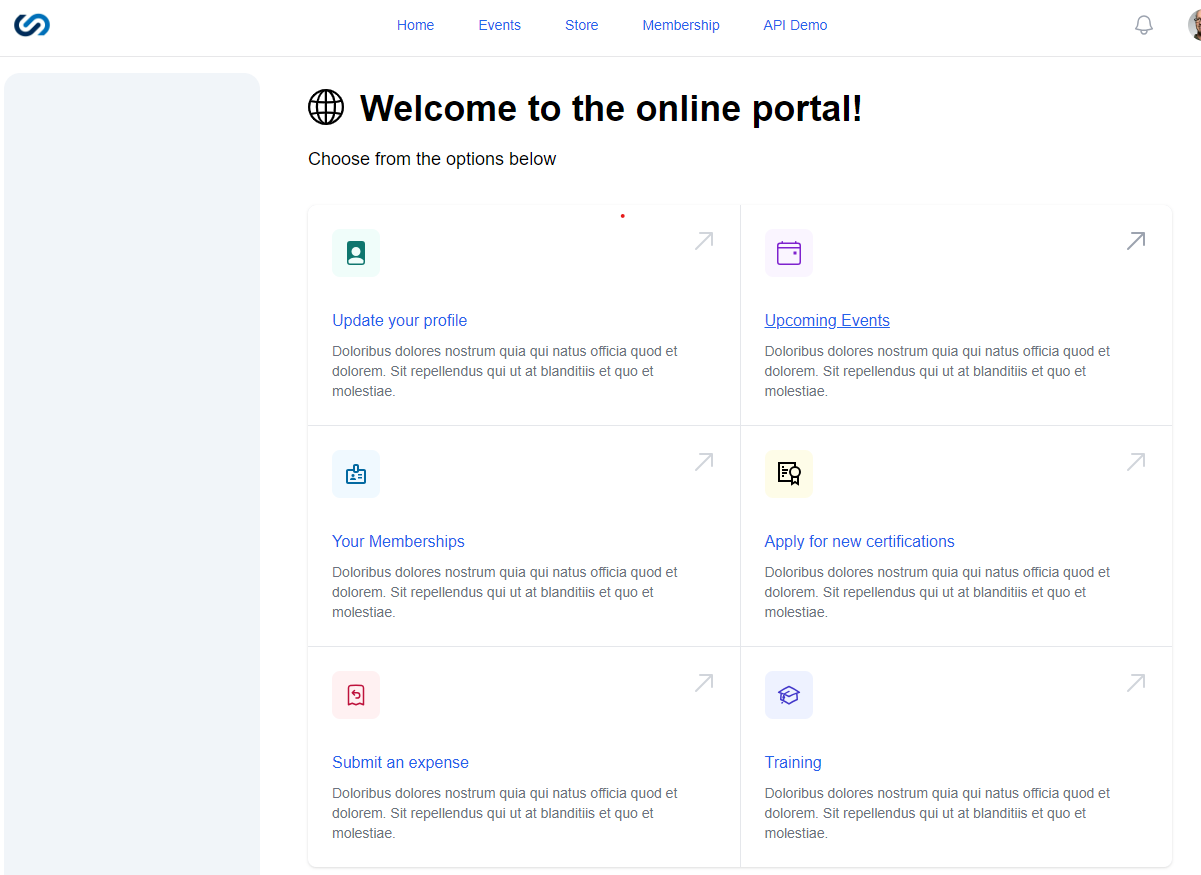 Home Events Store Membership API Demo
Welcome to the online portal!
Choose from the options below
Update your profile
Doloribus dolores nostrum quia qui natus officia quod et
dolorem. Sit repellendus qui ut at blanditiis et quo et
molestiae.
Upcoming Events
Doloribus dolores nostrum quia qui natus officia quod et
dolorem. Sit repellendus qui ut at blanditiis et quo et
molestiae.
Your Memberships
Doloribus dolores nostrum quia qui natus officia quod et
dolorem. Sit repellendus qui ut at blanditiis et quo et
molestiae.
Apply for new certifications
Doloribus dolores nostrum quia qui natus officia quod et
dolorem. Sit repellendus qui ut at blanditiis et quo et
molestiae.
Submit an expense
Doloribus dolores nostrum quia qui natus officia quod et
dolorem. Sit repellendus qui ut at blanditiis et quo et
molestiae.
Training
Doloribus dolores nostrum quia qui natus officia quod et
dolorem. Sit repellendus qui ut at blanditiis et quo et
molestiae.